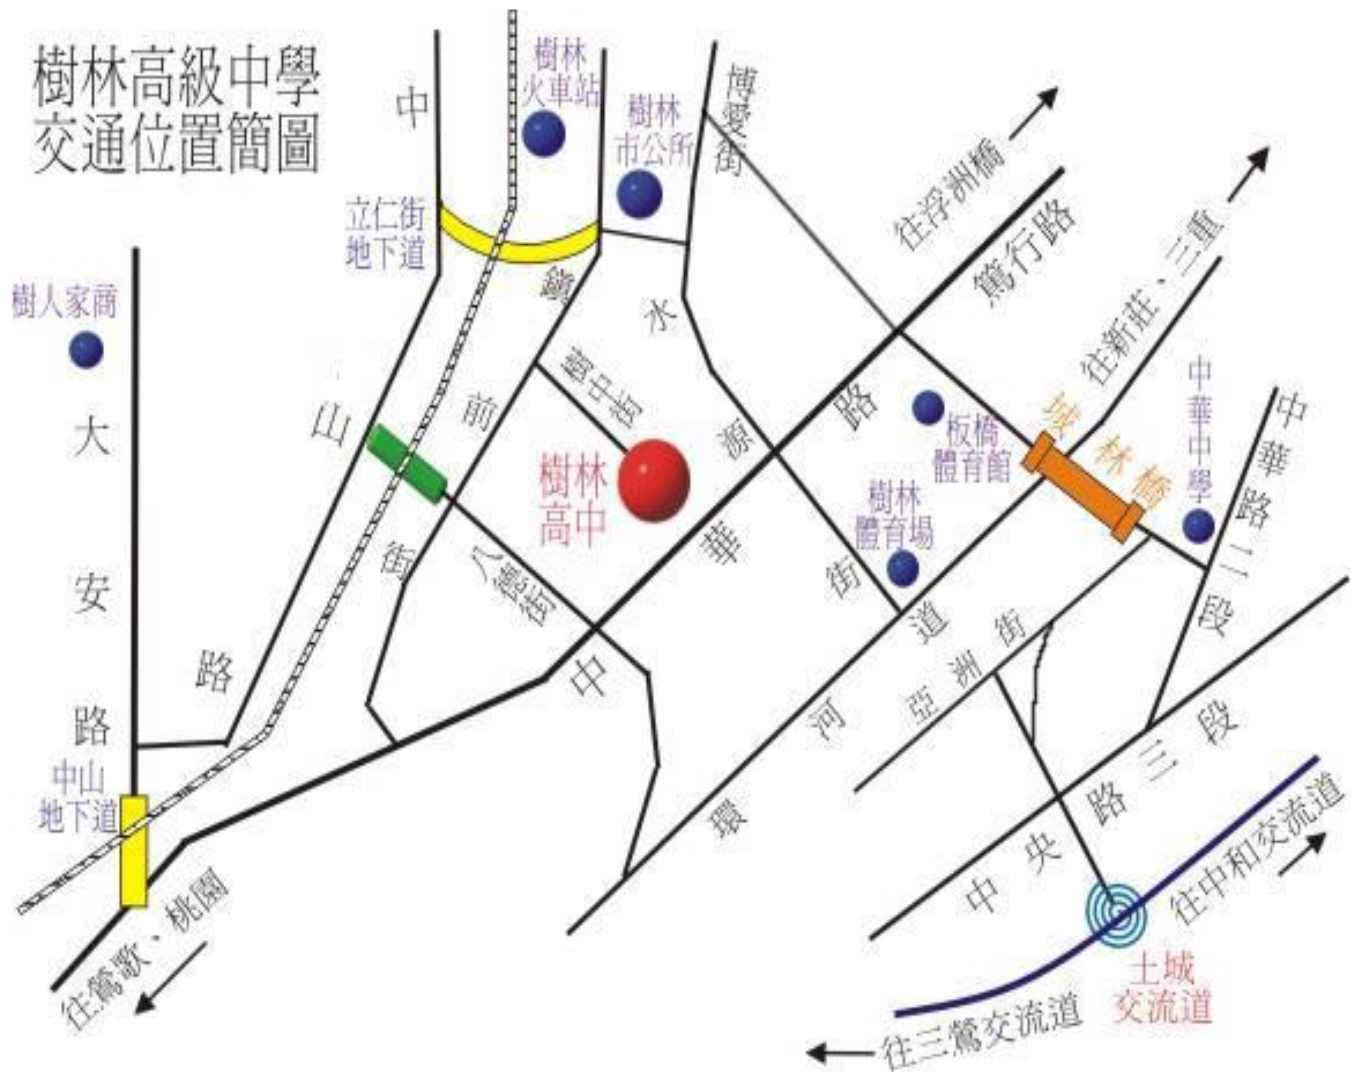 樹林高級中學
交通位置簡圖
樹林
火車站
樹林
市公所
博愛街
立仁街
地下道
樹人家商
大安路
中山路
中山
地下道
鎮前街
樹中街
樹林
高中
八德街
水源街
中華路
篤行路
往浮洲橋
往新莊、三重
板橋
體育館
樹林
體育場
城林橋
中華中學
中華路二段
環河道
亞洲街
中央路三段
往中和交流道
土城
交流道
往三鶯交流道
往鶯歌、桃園